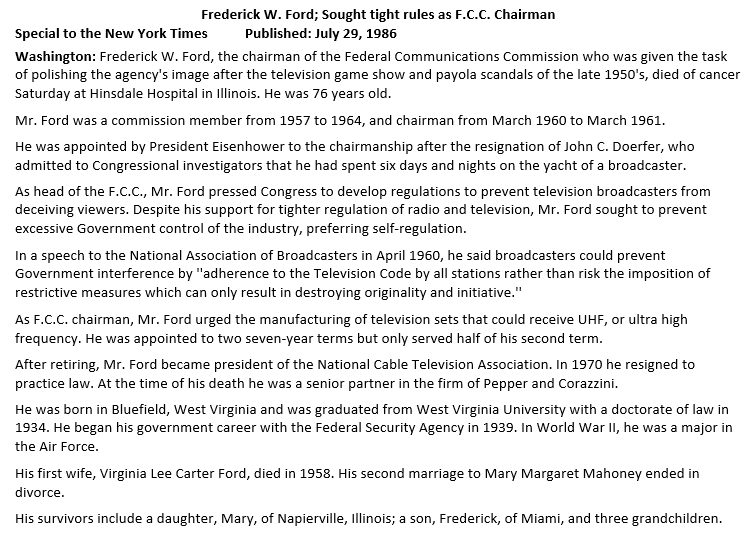 Frederick W. Ford; Sought tight rules as F.C.C. Chairman
Special to the New York Times Published: July 29, 1986
Washington: Frederick W. Ford, the chairman of the Federal Communications Commission who was given the task
of polishing the agency's image after the television game show and payola scandals of the late 1950's, died of cancer
Saturday at Hinsdale Hospital in Illinois. He was 76 years old.
Mr. Ford was a commission member from 1957 to 1964, and chairman from March 1960 to March 1961.
He was appointed by President Eisenhower to the chairmanship after the resignation of John C. Doerfer, who
admitted to Congressional investigators that he had spent six days and nights on the yacht of a broadcaster.
As head of the F.C.C., Mr. Ford pressed Congress to develop regulations to prevent television broadcasters from
deceiving viewers. Despite his support for tighter regulation of radio and television, Mr. Ford sought to prevent
excessive Government control of the industry, preferring self-regulation.
In a speech to the National Association of Broadcasters in April 1960, he said broadcasters could prevent
Government interference by ''adherence to the Television Code by all stations rather than risk the imposition of
restrictive measures which can only result in destroying originality and initiative.''
As F.C.C. chairman, Mr. Ford urged the manufacturing of television sets that could receive UHF, or ultra high
frequency. He was appointed to two seven-year terms but only served half of his second term.
After retiring, Mr. Ford became president of the National Cable Television Association. In 1970 he resigned to
practice law. At the time of his death he was a senior partner in the firm of Pepper and Corazzini.
He was born in Bluefield, West Virginia and was graduated from West Virginia University with a doctorate of law in
1934. He began his government career with the Federal Security Agency in 1939. In World War II, he was a major in
the Air Force.
His first wife, Virginia Lee Carter Ford, died in 1958. His second marriage to Mary Margaret Mahoney ended in
divorce.
His survivors include a daughter, Mary, of Napierville, Illinois; a son, Frederick, of Miami, and three grandchildren.